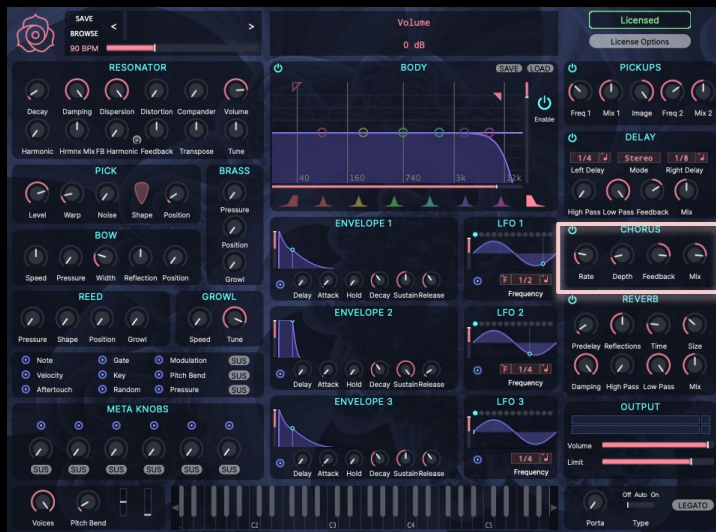 SAVE
BROWSE
90 BPM
<
>
Volume
0 dB
Licensed
License Options
RESONATOR
Decay Damping Dispersion Distortion Compander Volume
Harmonic Hrmnx Mix FB Harmonic Feedback Transpose Tune
BODY
SAVE LOAD
Enable
40 160 740 3k 12k
PICKUPS
Freq 1 Mix 1 Image Freq 2 Mix 2
DELAY
1/4 Stereo 1/8
Left Delay Mode Right Delay
High Pass Low Pass Feedback Mix
PICK
Level Warp Noise Shape Position
BRASS
Pressure
Position
Growl
BOW
Speed Pressure Width Reflection Position
ENVELOPE 1
Delay Attack Hold Decay Sustain Release
LFO 1
F 1/2
Frequency
CHORUS
Rate Depth Feedback Mix
REED
Pressure Shape Position Growl
GROWL
Speed Tune
ENVELOPE 2
Delay Attack Hold Decay Sustain Release
LFO 2
F 1/4
Frequency
REVERB
Predelay Reflections Time Size
Damping High Pass Low Pass Mix
Note Gate Modulation SUS
Velocity Key Pitch Bend SUS
Aftertouch Random Pressure SUS
META KNOBS
SUS SUS SUS SUS SUS SUS
ENVELOPE 3
Delay Attack Hold Decay Sustain Release
LFO 3
1/4
Frequency
OUTPUT
Volume
Limit
Voices Pitch Bend
C2 C3 C4 C5
Off Auto On
Porta Type
LEGATO